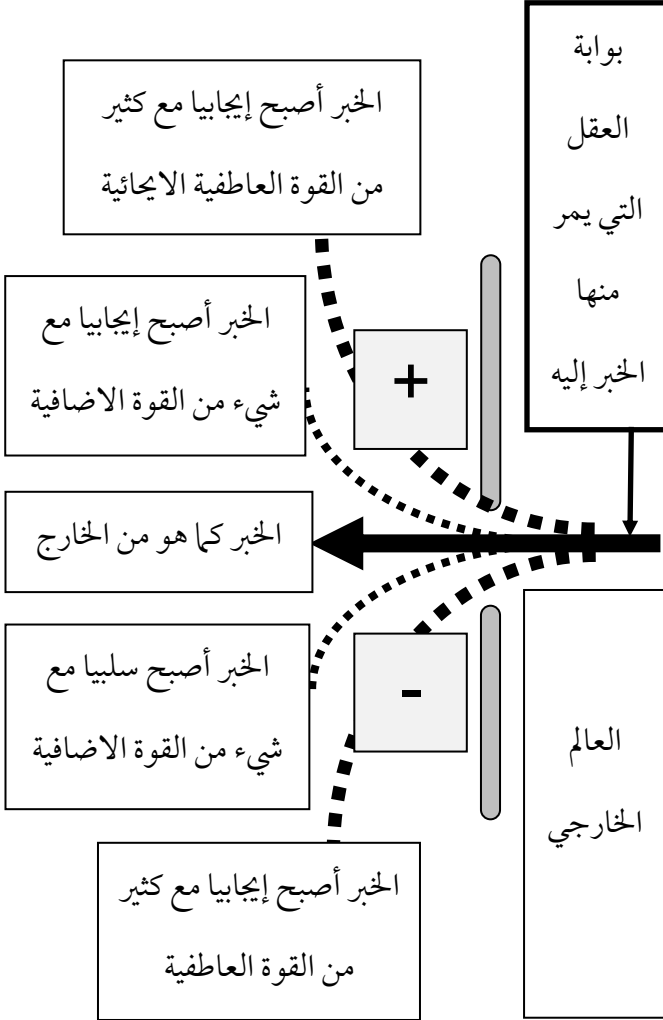 بوابة
العقل
التي يمر
منها
الخبر إليه
الخبر أصبح إيجابيا مع كثير
من القوة العاطفية الايحائية
الخبر أصبح إيجابيا مع
شيء من القوة الاضافية
+
الخبر كما هو من الخارج
العالم
الخارجي
الخبر أصبح سلبيا مع
شيء من القوة الاضافية
-
الخبر أصبح إيجابيا مع كثير
من القوة العاطفية